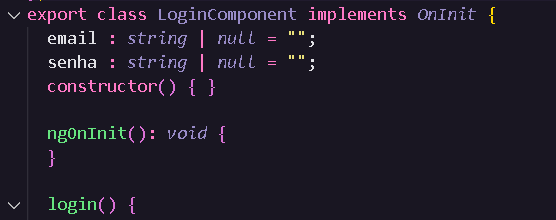 export class LoginComponent implements OnInit {
email : string | null = "";
senha : string | null = "";
constructor() { }
ngOnInit(): void {
}
login() {